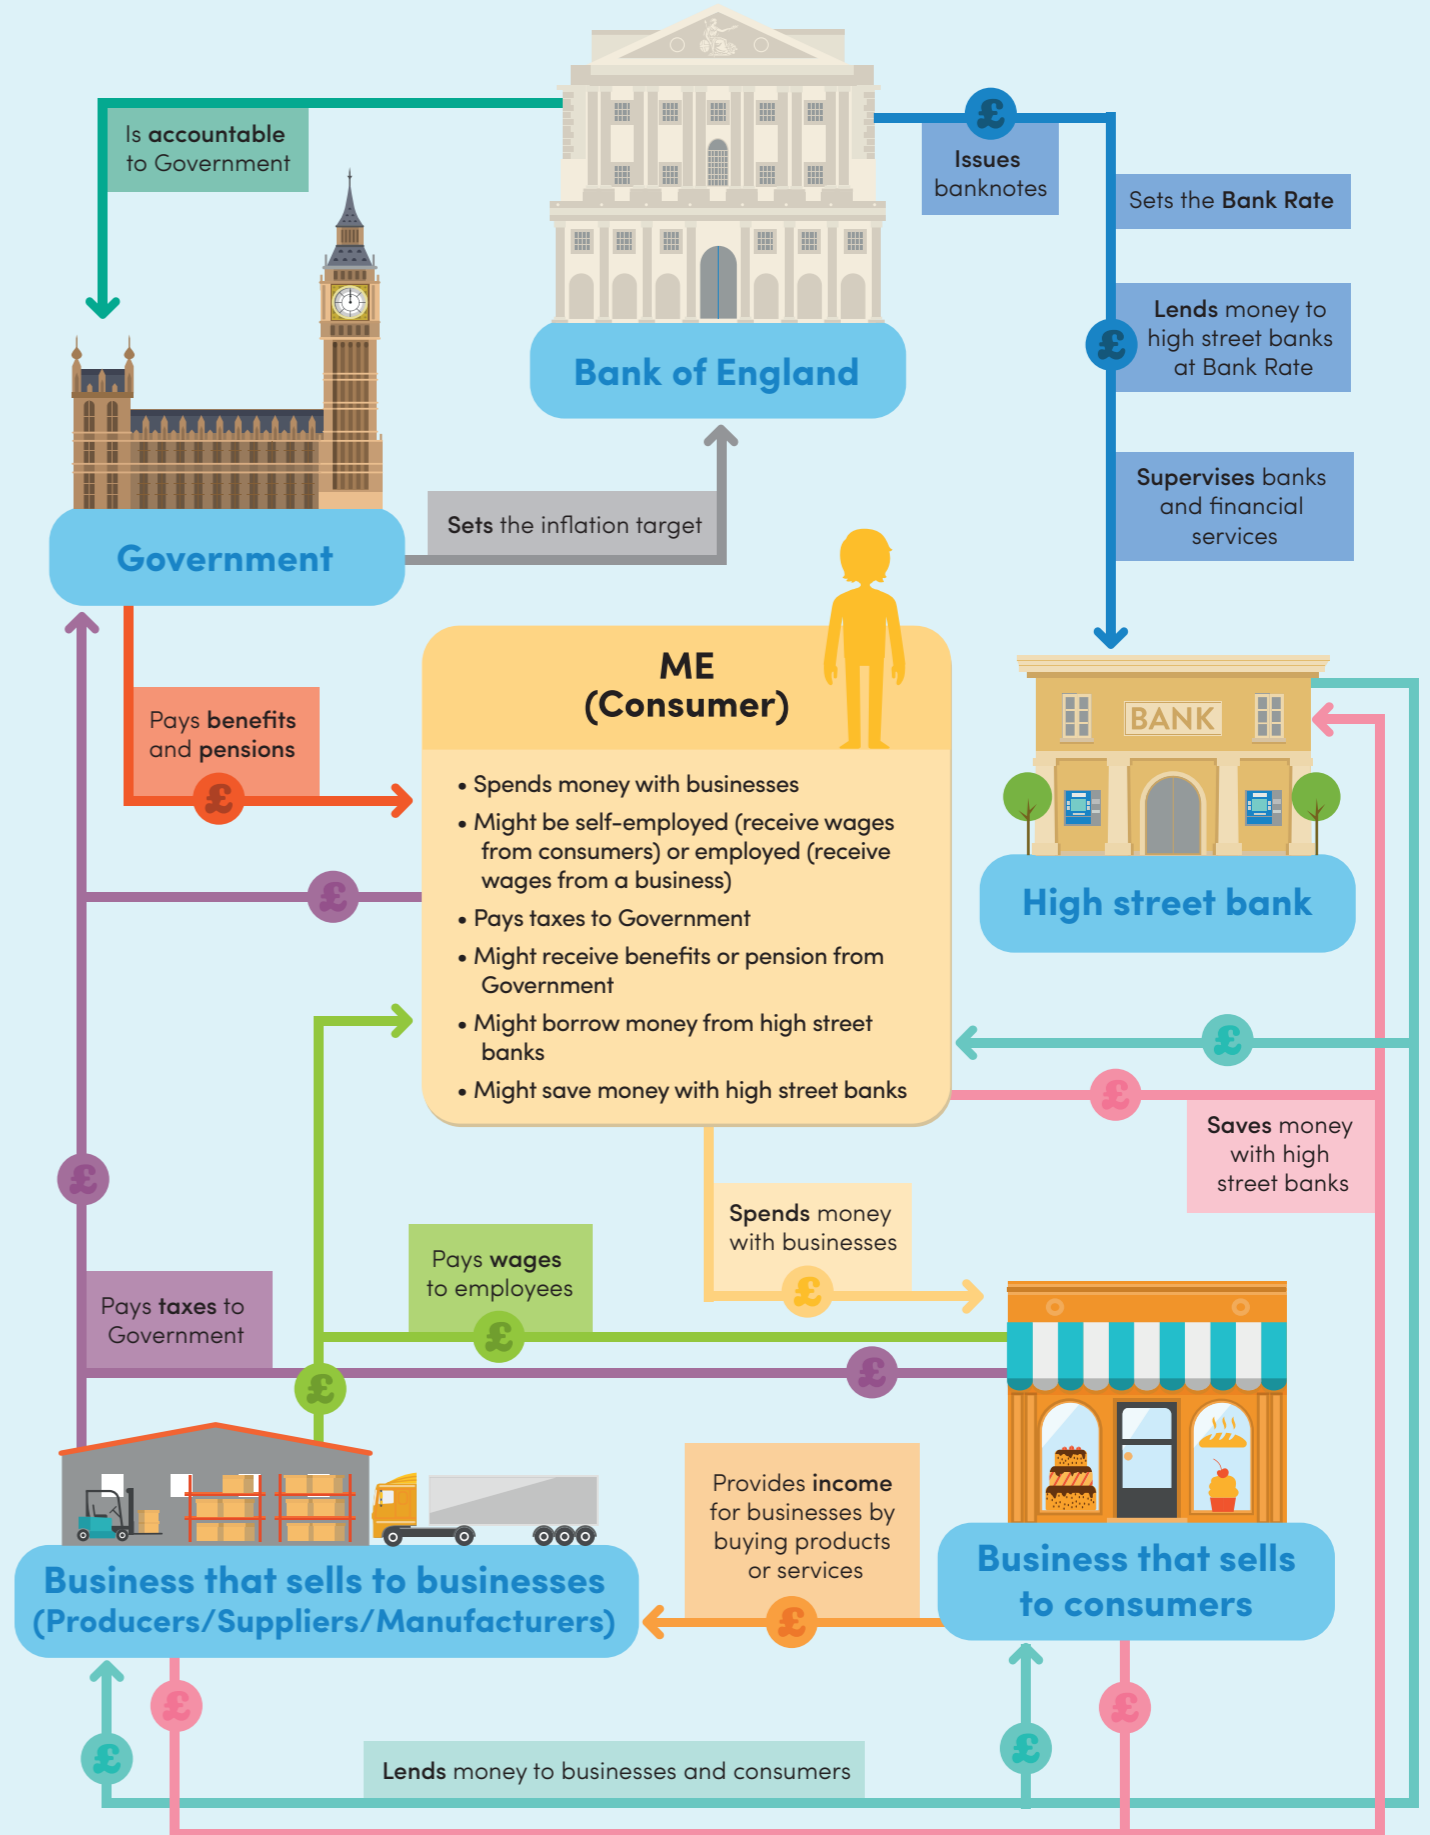 Is accountable
to Government
£
Issues
banknotes
Sets the Bank Rate
£
Lends money to
high street banks
at Bank Rate
Bank of England
Supervises banks
and financial
services
Sets the inflation target
Government
ME
(Consumer)
BANK
Pays benefits
and pensions
£
• Spends money with businesses
• Might be self-employed (receive wages
from consumers) or employed (receive
wages from a business)
• Pays taxes to Government
• Might receive benefits or pension from
Government
• Might borrow money from high street
banks
• Might save money with high street banks
£
High street bank
£
£
Saves money
with high
street banks
£
Spends money
with businesses
£
Pays wages
to employees
£
Pays taxes to
Government
£
£
Provides income
for businesses by
buying products
or services
£
Business that sells to businesses
(Producers/Suppliers/Manufacturers)
Business that sells
to consumers
£
£
£
£
Lends money to businesses and consumers